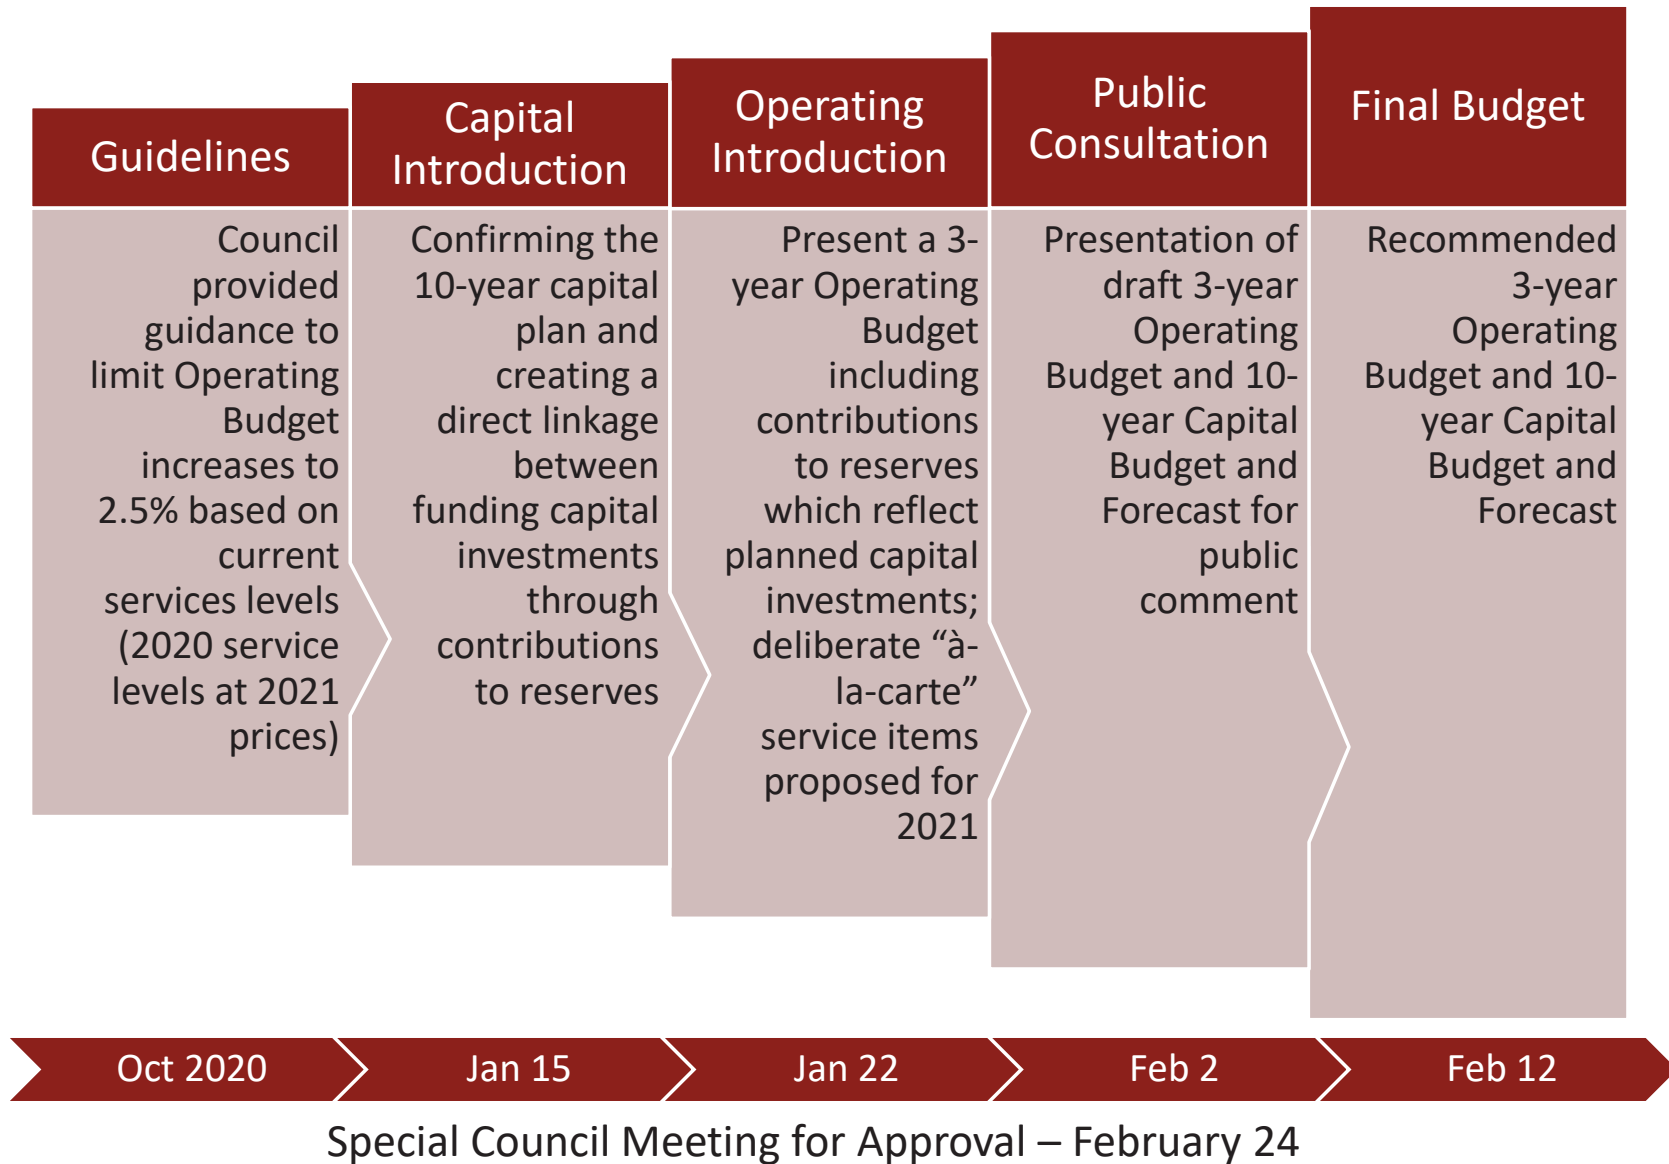 Guidelines
Council
provided
guidance to
limit Operating
Budget
increases to
2.5% based on
current
services levels
(2020 service
levels at 2021
prices)
Capital
Introduction
Confirming the
10-year capital
plan and
creating a
direct linkage
between
funding capital
investments
through
contributions
to reserves
Operating
Introduction
Present a 3-
year Operating
Budget
including
contributions
to reserves
which reflect
planned capital
investments;
deliberate “à-
la-carte”
service items
proposed for
2021
Public
Consultation
Presentation of
draft 3-year
Operating
Budget and 10-
year Capital
Budget and
Forecast for
public
comment
Final Budget
Recommended
3-year
Operating
Budget and 10-
year Capital
Budget and
Forecast
Oct 2020
Jan 15
Jan 22
Feb 2
Feb 12
Special Council Meeting for Approval – February 24